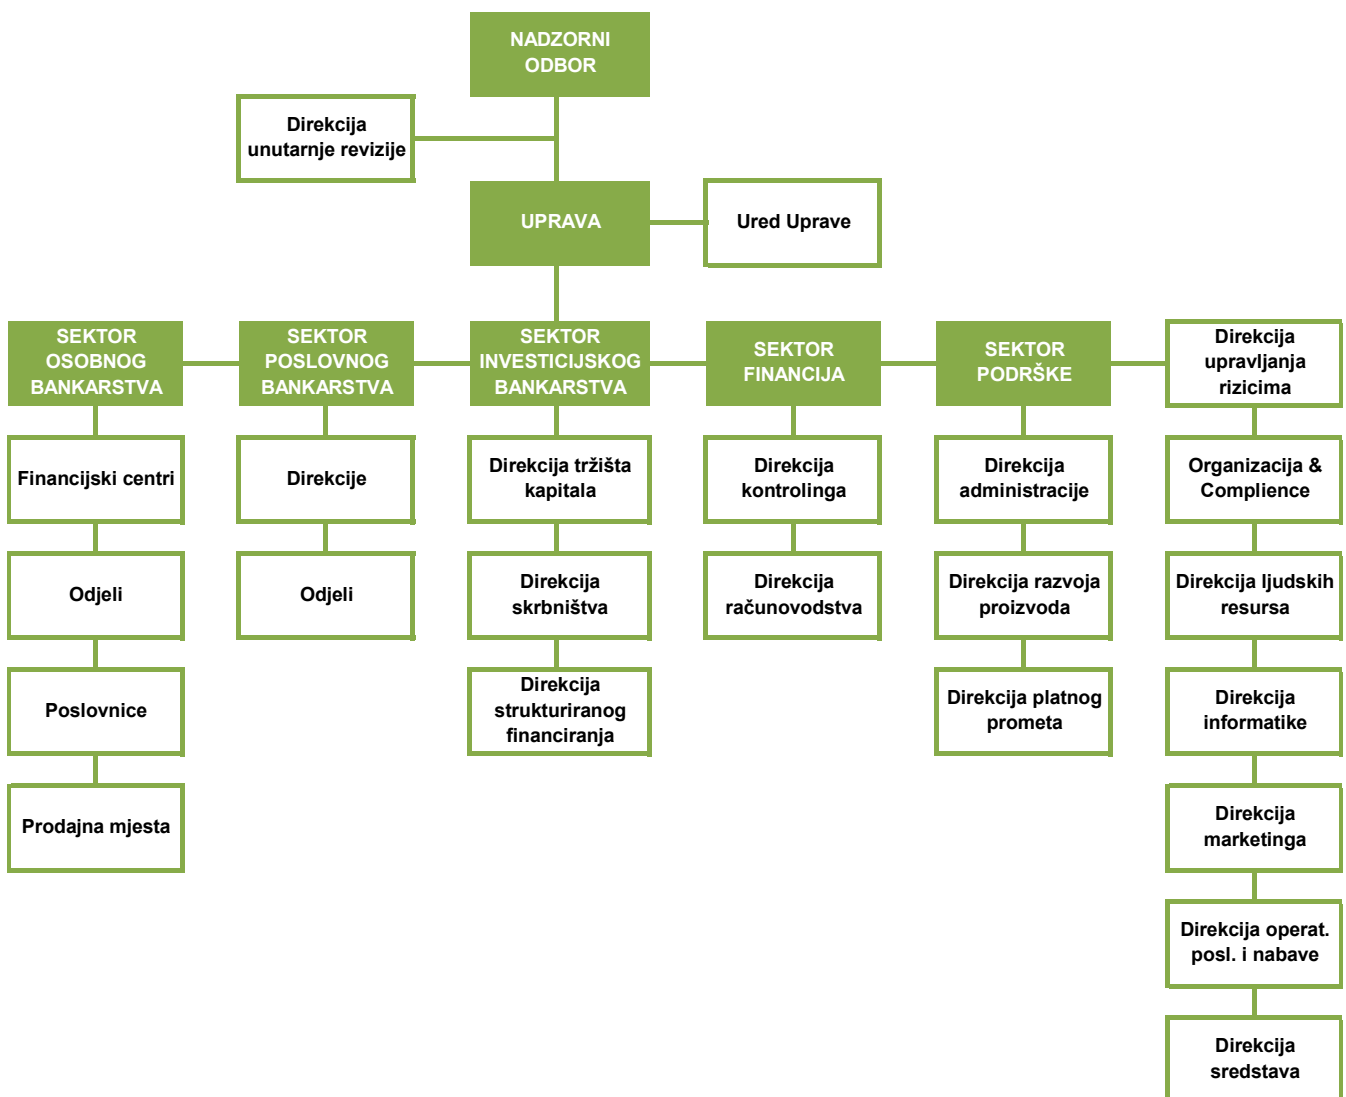 NADZORNI
ODBOR
Direkcija
unutarnje revizije
UPRAVA
Ured Uprave
SEKTOR
OSOBNOG
BANKARSTVA
SEKTOR
POSLOVNOG
BANKARSTVA
SEKTOR
INVESTICIJSKOG
BANKARSTVA
SEKTOR
FINANCIJA
SEKTOR
PODRŠKE
Direkcija
upravljanja
rizicima
Financijski centri
Direkcije
Direkcija tržišta
kapitala
Direkcija
kontrolinga
Direkcija
administracije
Organizacija &
Complience
Odjeli
Odjeli
Direkcija
skrbništva
Direkcija
računovodstva
Direkcija razvoja
proizvoda
Direkcija ljudskih
resursa
Poslovnice
Direkcija
strukturiranog
financiranja
Direkcija platnog
prometa
Direkcija
informatike
Prodajna mjesta
Direkcija
marketinga
Direkcija operat.
posl. i nabave
Direkcija
sredstava